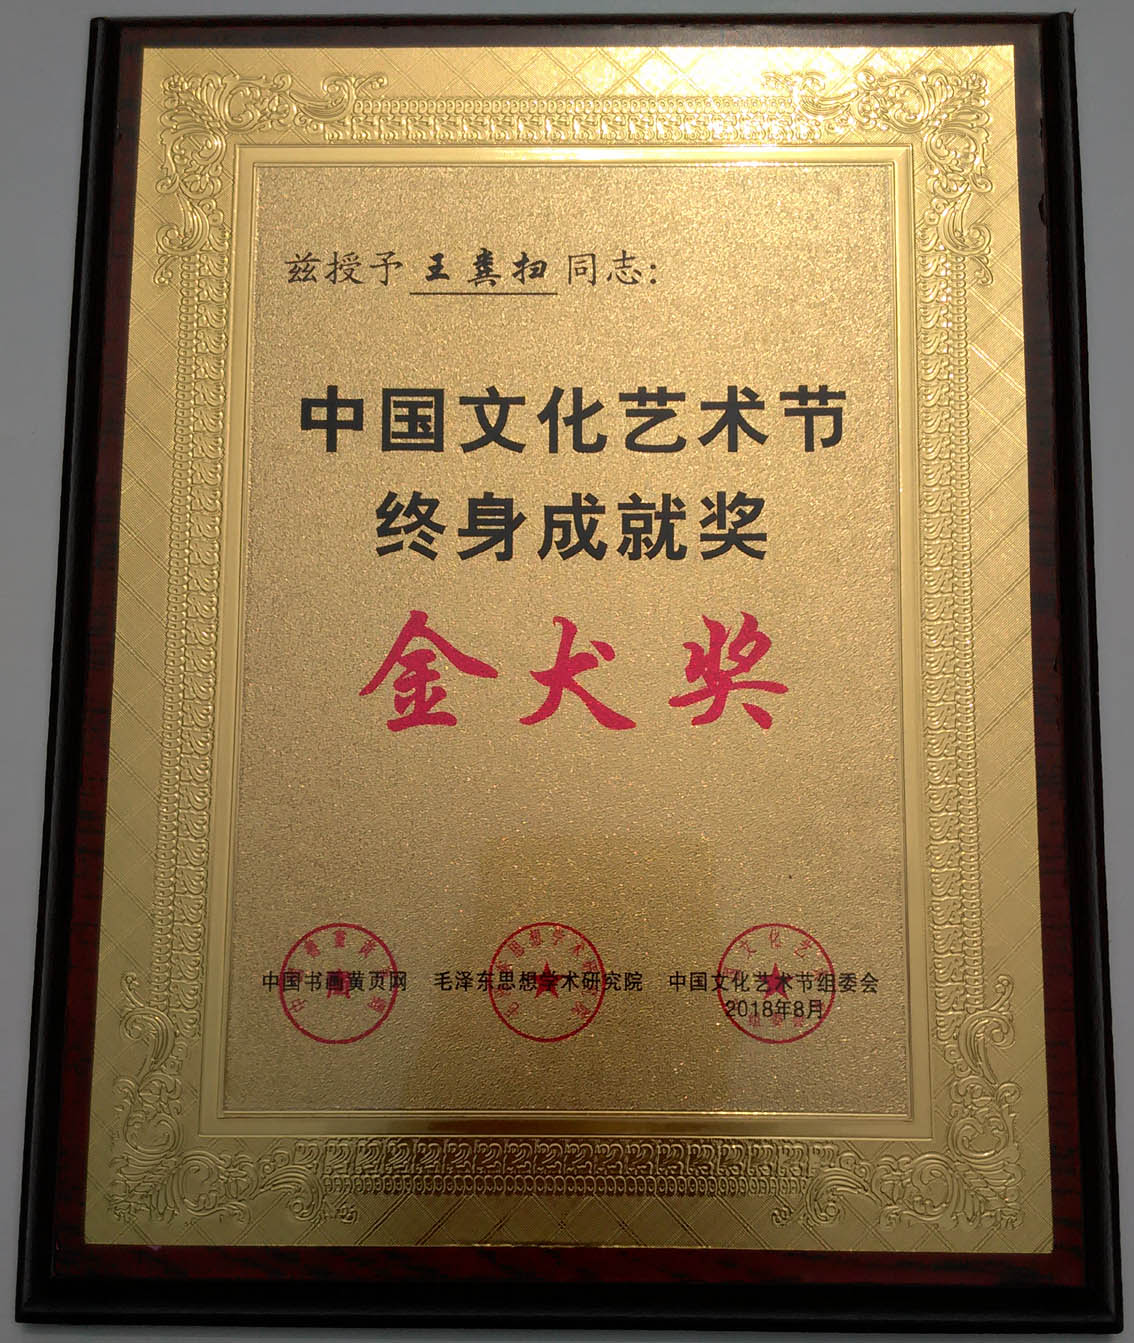 兹授予 王粪扫 同志:
中国文化艺术节
终身成就奖
金犬奖
中国书画黄页网 毛泽东思想学术研究院 中国文化艺术节组委会
2018年8月